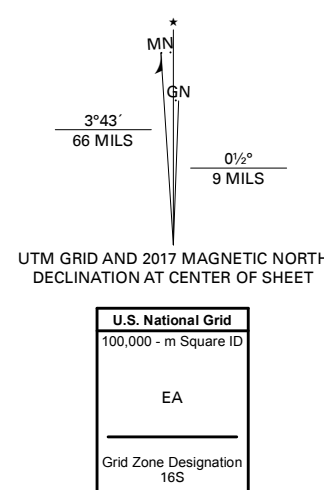 ★
MN
GN
3°43´
66 MILS
0½°
9 MILS
UTM GRID AND 2017 MAGNETIC NORTH
DECLINATION AT CENTER OF SHEET
U.S. National Grid
100,000 - m Square ID
EA
Grid Zone Designation
16S